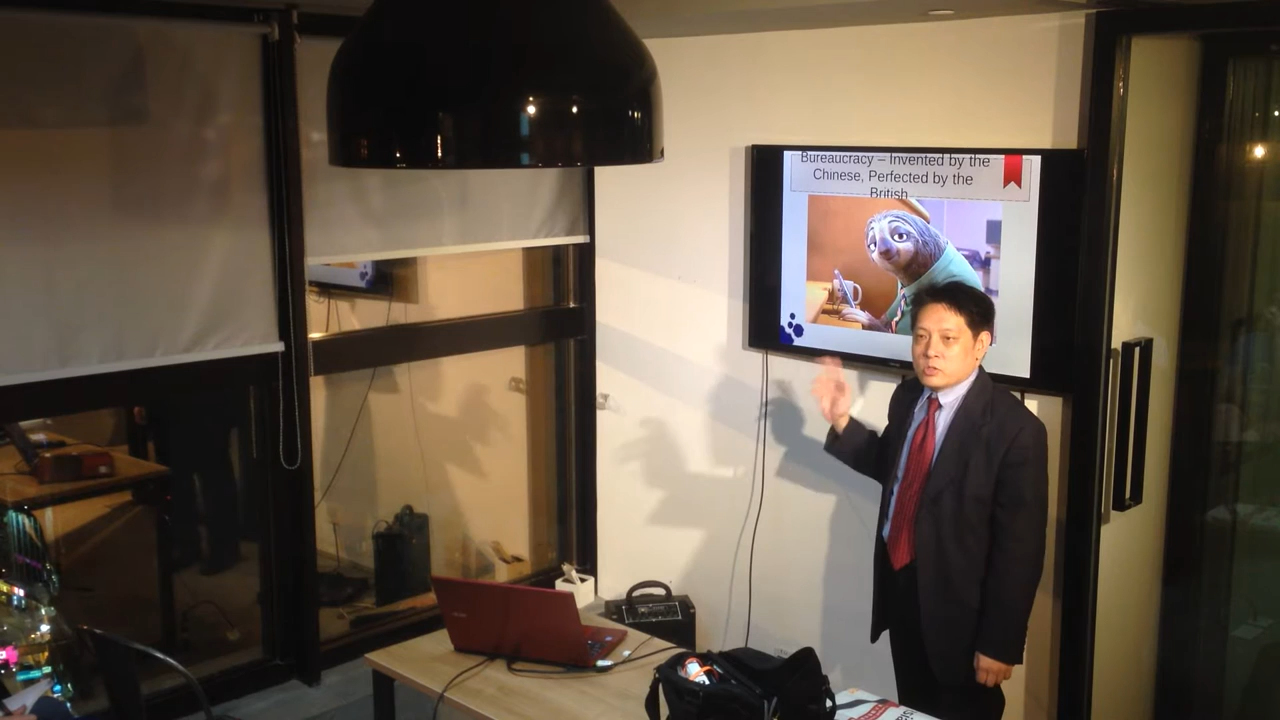 Bureaucracy – Invented by the
Chinese, Perfected by the
British